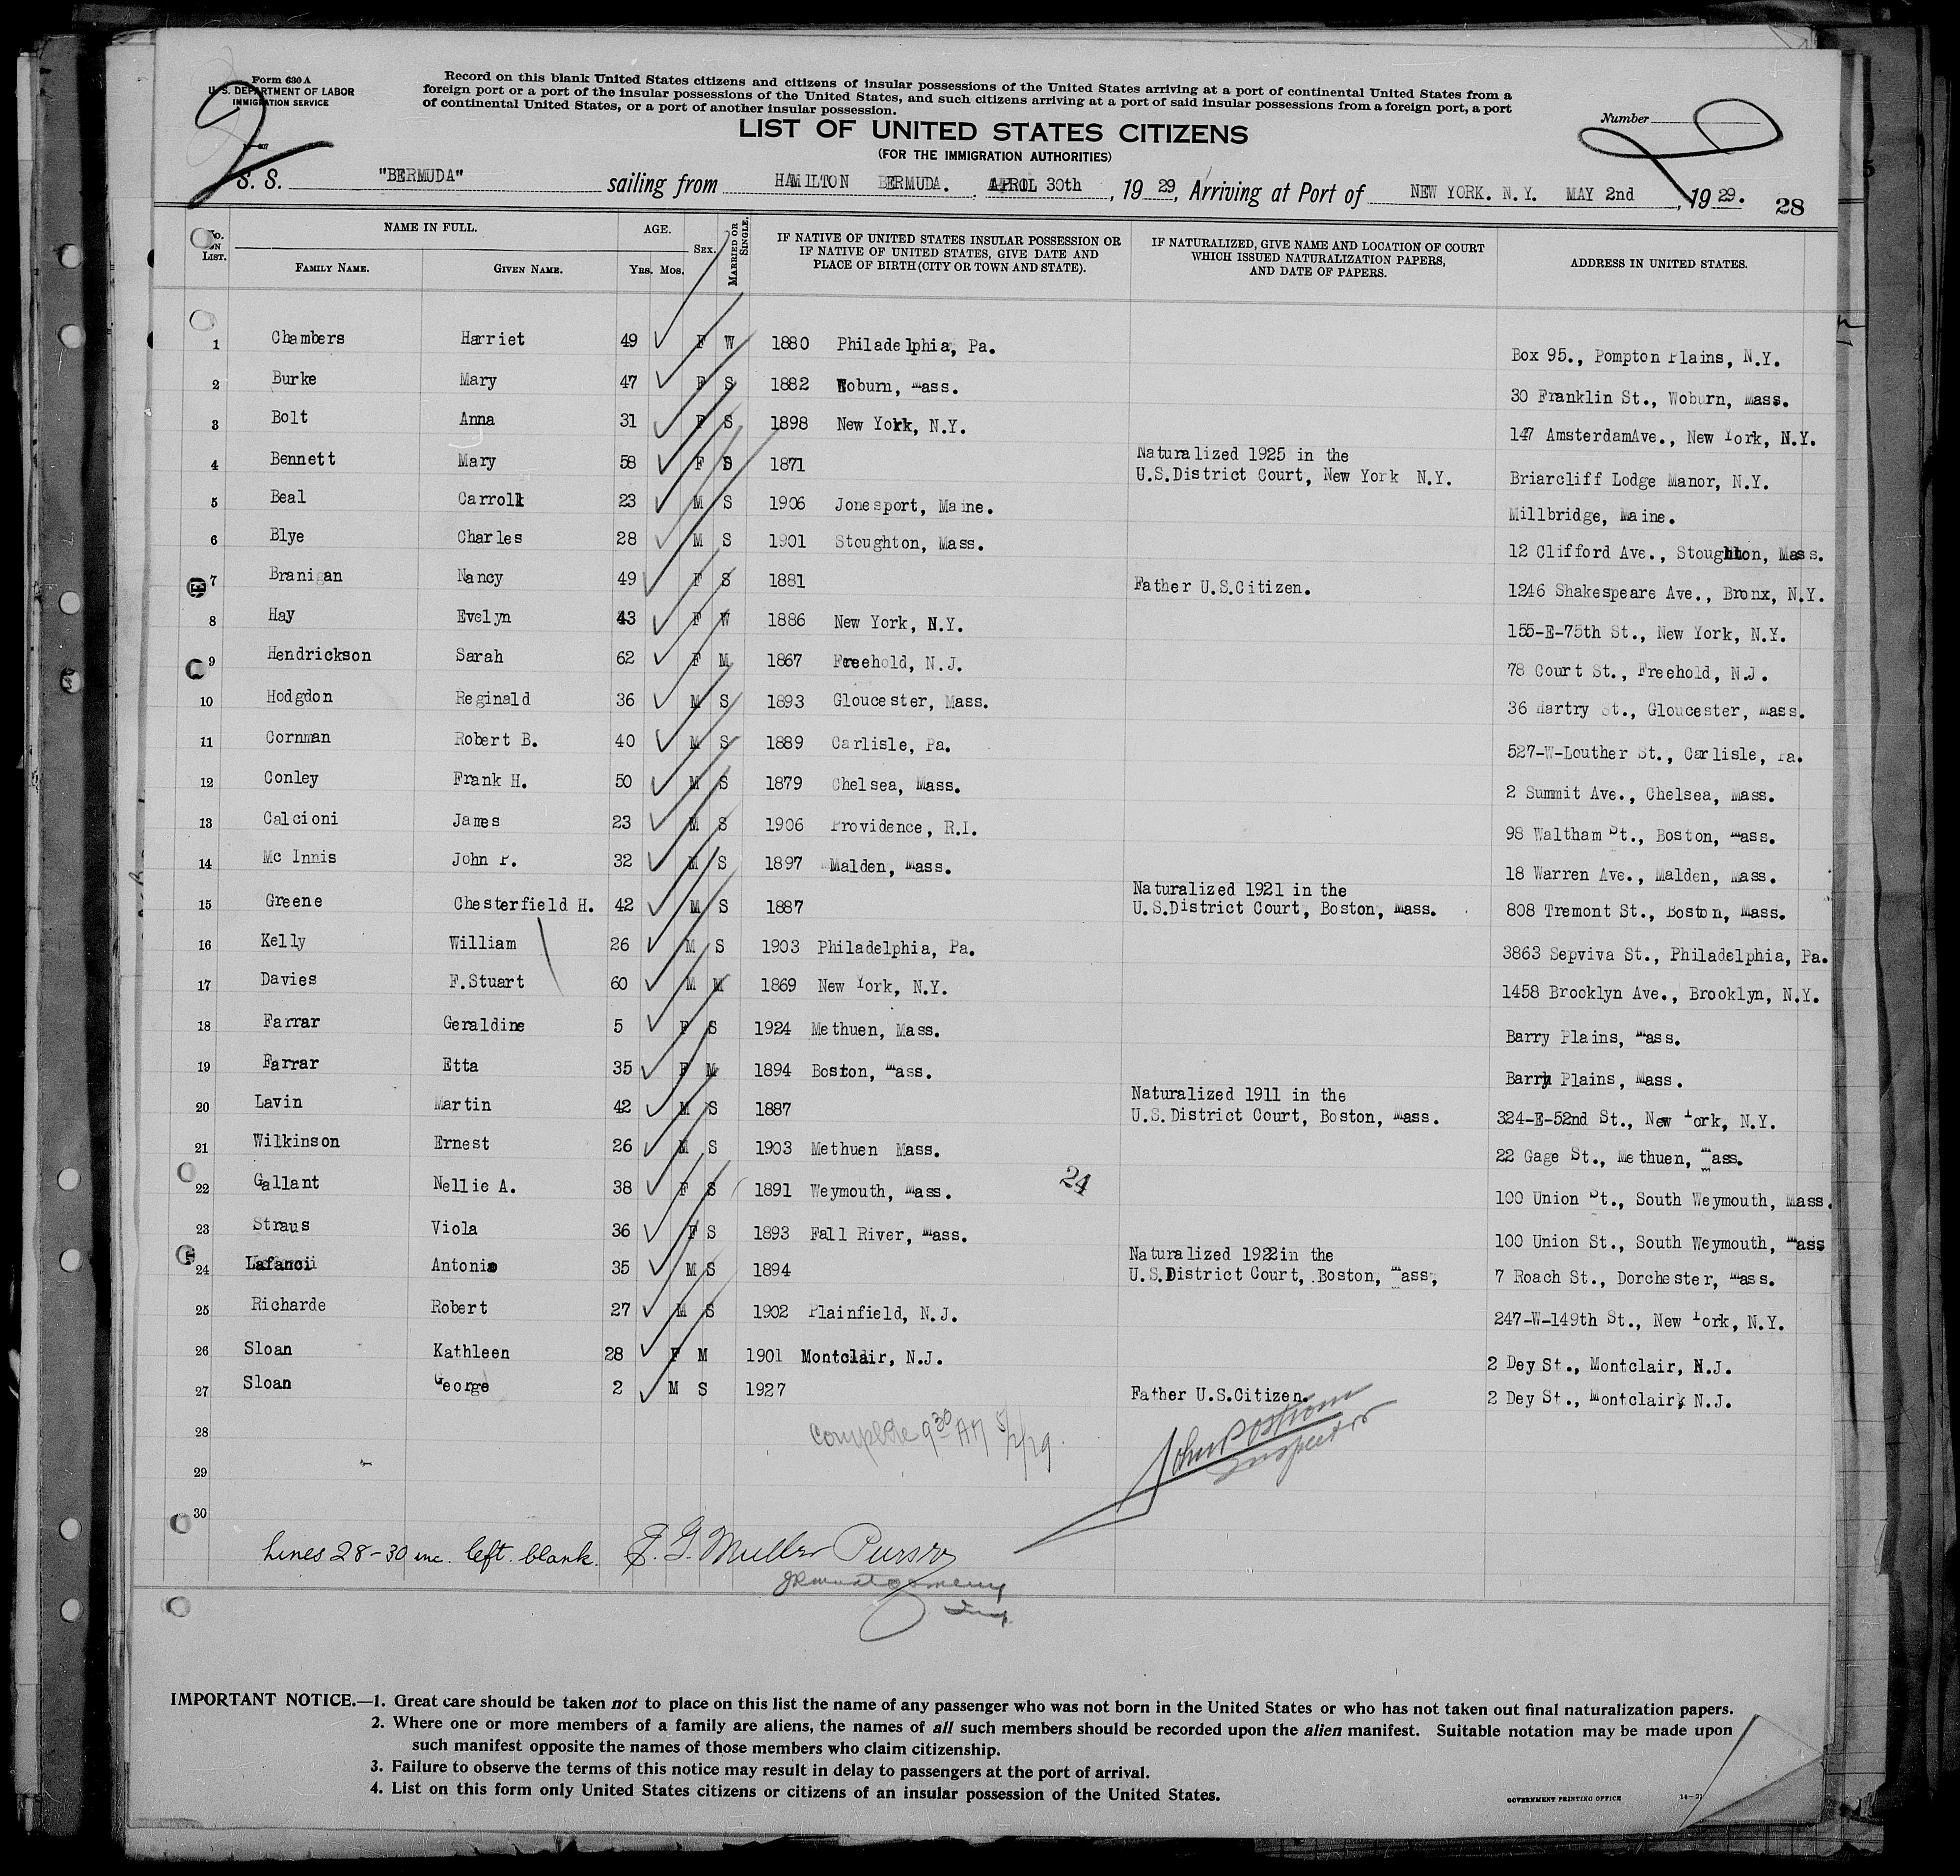 Form 630 A
U. S. DEPARTMENT OF LABOR
IMMIGRATION SERVICE
Record on this blank United States citizens and citizens of insular possessions of the United States arriving at a port of continental United States from a
foreign port or a port of the insular possessions of the United States, and such citizens arriving at a port of said insular possessions from a foreign port, a port
of continental United States, or a port of another insular possession.
Number
LIST OF UNITED STATES CITIZENS
(FOR THE IMMIGRATION AUTHORITIES)
S. S. "BERMUDA" sailing from HAMILTON BERMUDA. APRIL 30th, 19 29, Arriving at Port of NEW YORK. N.Y. MAY 2nd, 19 29. 28
No. ON LIST. NAME IN FULL. FAMILY NAME. GIVEN NAME. AGE. YRS. MOS. SEX. MARRIED OR SINGLE. IF NATIVE OF UNITED STATES INSULAR POSSESSION OR IF NATIVE OF UNITED STATES, GIVE DATE AND PLACE OF BIRTH (CITY OR TOWN AND STATE). IF NATURALIZED, GIVE NAME AND LOCATION OF COURT WHICH ISSUED NATURALIZATION PAPERS, AND DATE OF PAPERS. ADDRESS IN UNITED STATES.
1 Chambers Harriet 49 F W 1880 Philadelphia, Pa. Box 95., Pompton Plains, N.Y.
2 Burke Mary 47 F S 1882 Woburn, Mass. 30 Franklin St., Woburn, Mass.
3 Bolt Anna 31 F S 1898 New York, N.Y. 147 AmsterdamAve., New York, N.Y.
4 Bennett Mary 58 F S 1871 Naturalized 1925 in the U.S.District Court, New York N.Y. Briarcliff Lodge Manor, N.Y.
5 Beal Carroll 23 M S 1906 Jonesport, Maine. Millbridge, Maine.
6 Blye Charles 28 M S 1901 Stoughton, Mass. 12 Clifford Ave., Stoughton, Mass.
7 Branigan Nancy 49 F S 1881 Father U.S.Citizen. 1246 Shakespeare Ave., Bronx, N.Y.
8 Hay Evelyn 43 F W 1886 New York, N.Y. 155-E-75th St., New York, N.Y.
9 Hendrickson Sarah 62 F M 1867 Freehold, N.J. 78 Court St., Freehold, N.J.
10 Hodgdon Reginald 36 M S 1893 Gloucester, Mass. 36 Hartry St., Gloucester, Mass.
11 Cornman Robert B. 40 M S 1889 Carlisle, Pa. 527-W-Louther St., Carlisle, Pa.
12 Conley Frank H. 50 M S 1879 Chelsea, Mass. 2 Summit Ave., Chelsea, Mass.
13 Calcioni James 23 M S 1906 Providence, R.I. 98 Waltham St., Boston, Mass.
14 Mc Innis John P. 32 M S 1897 Malden, Mass. 18 Warren Ave., Malden, Mass.
15 Greene Chesterfield H. 42 M S 1887 Naturalized 1921 in the U.S.District Court, Boston, Mass. 808 Tremont St., Boston, Mass.
16 Kelly William 26 M S 1903 Philadelphia, Pa. 3863 Sepviva St., Philadelphia, Pa.
17 Davies F.Stuart 60 M M 1869 New York, N.Y. 1458 Brooklyn Ave., Brooklyn, N.Y.
18 Farrar Geraldine 5 F S 1924 Methuen, Mass. Barry Plains, Mass.
19 Farrar Etta 35 F M 1894 Boston, Mass. Barry Plains, Mass.
20 Lavin Martin 42 M S 1887 Naturalized 1911 in the U.S.District Court, Boston, Mass. 324-E-52nd St., New York, N.Y.
21 Wilkinson Ernest 26 M S 1903 Methuen Mass. 22 Gage St., Methuen, Mass.
22 Gallant Nellie A. 38 F S 1891 Weymouth, Mass. 24 100 Union St., South Weymouth, Mass.
23 Straus Viola 36 F S 1893 Fall River, Mass. 100 Union St., South Weymouth, Mass
24 Lafanci Antonio 35 M S 1894 Naturalized 1922in the U.S.District Court, Boston, Mass, 7 Roach St., Dorchester, Mass.
25 Richarde Robert 27 M S 1902 Plainfield, N.J. 247-W-149th St., New York, N.Y.
26 Sloan Kathleen 28 F M 1901 Montclair, N.J. 2 Dey St., Montclair, N.J.
27 Sloan George 2 M S 1927 Father U.S.Citizen. 2 Dey St., Montclair, N.J.
28 Complete 9 30 AM 5/2/29.
29 Inspector
30
Lines 28-30 inc. left blank. Muller Purser
Montgomery
Insp.
IMPORTANT NOTICE.—1. Great care should be taken not to place on this list the name of any passenger who was not born in the United States or who has not taken out final naturalization papers.
2. Where one or more members of a family are aliens, the names of all such members should be recorded upon the alien manifest. Suitable notation may be made upon
such manifest opposite the names of those members who claim citizenship.
3. Failure to observe the terms of this notice may result in delay to passengers at the port of arrival.
4. List on this form only United States citizens or citizens of an insular possession of the United States.
GOVERNMENT PRINTING OFFICE